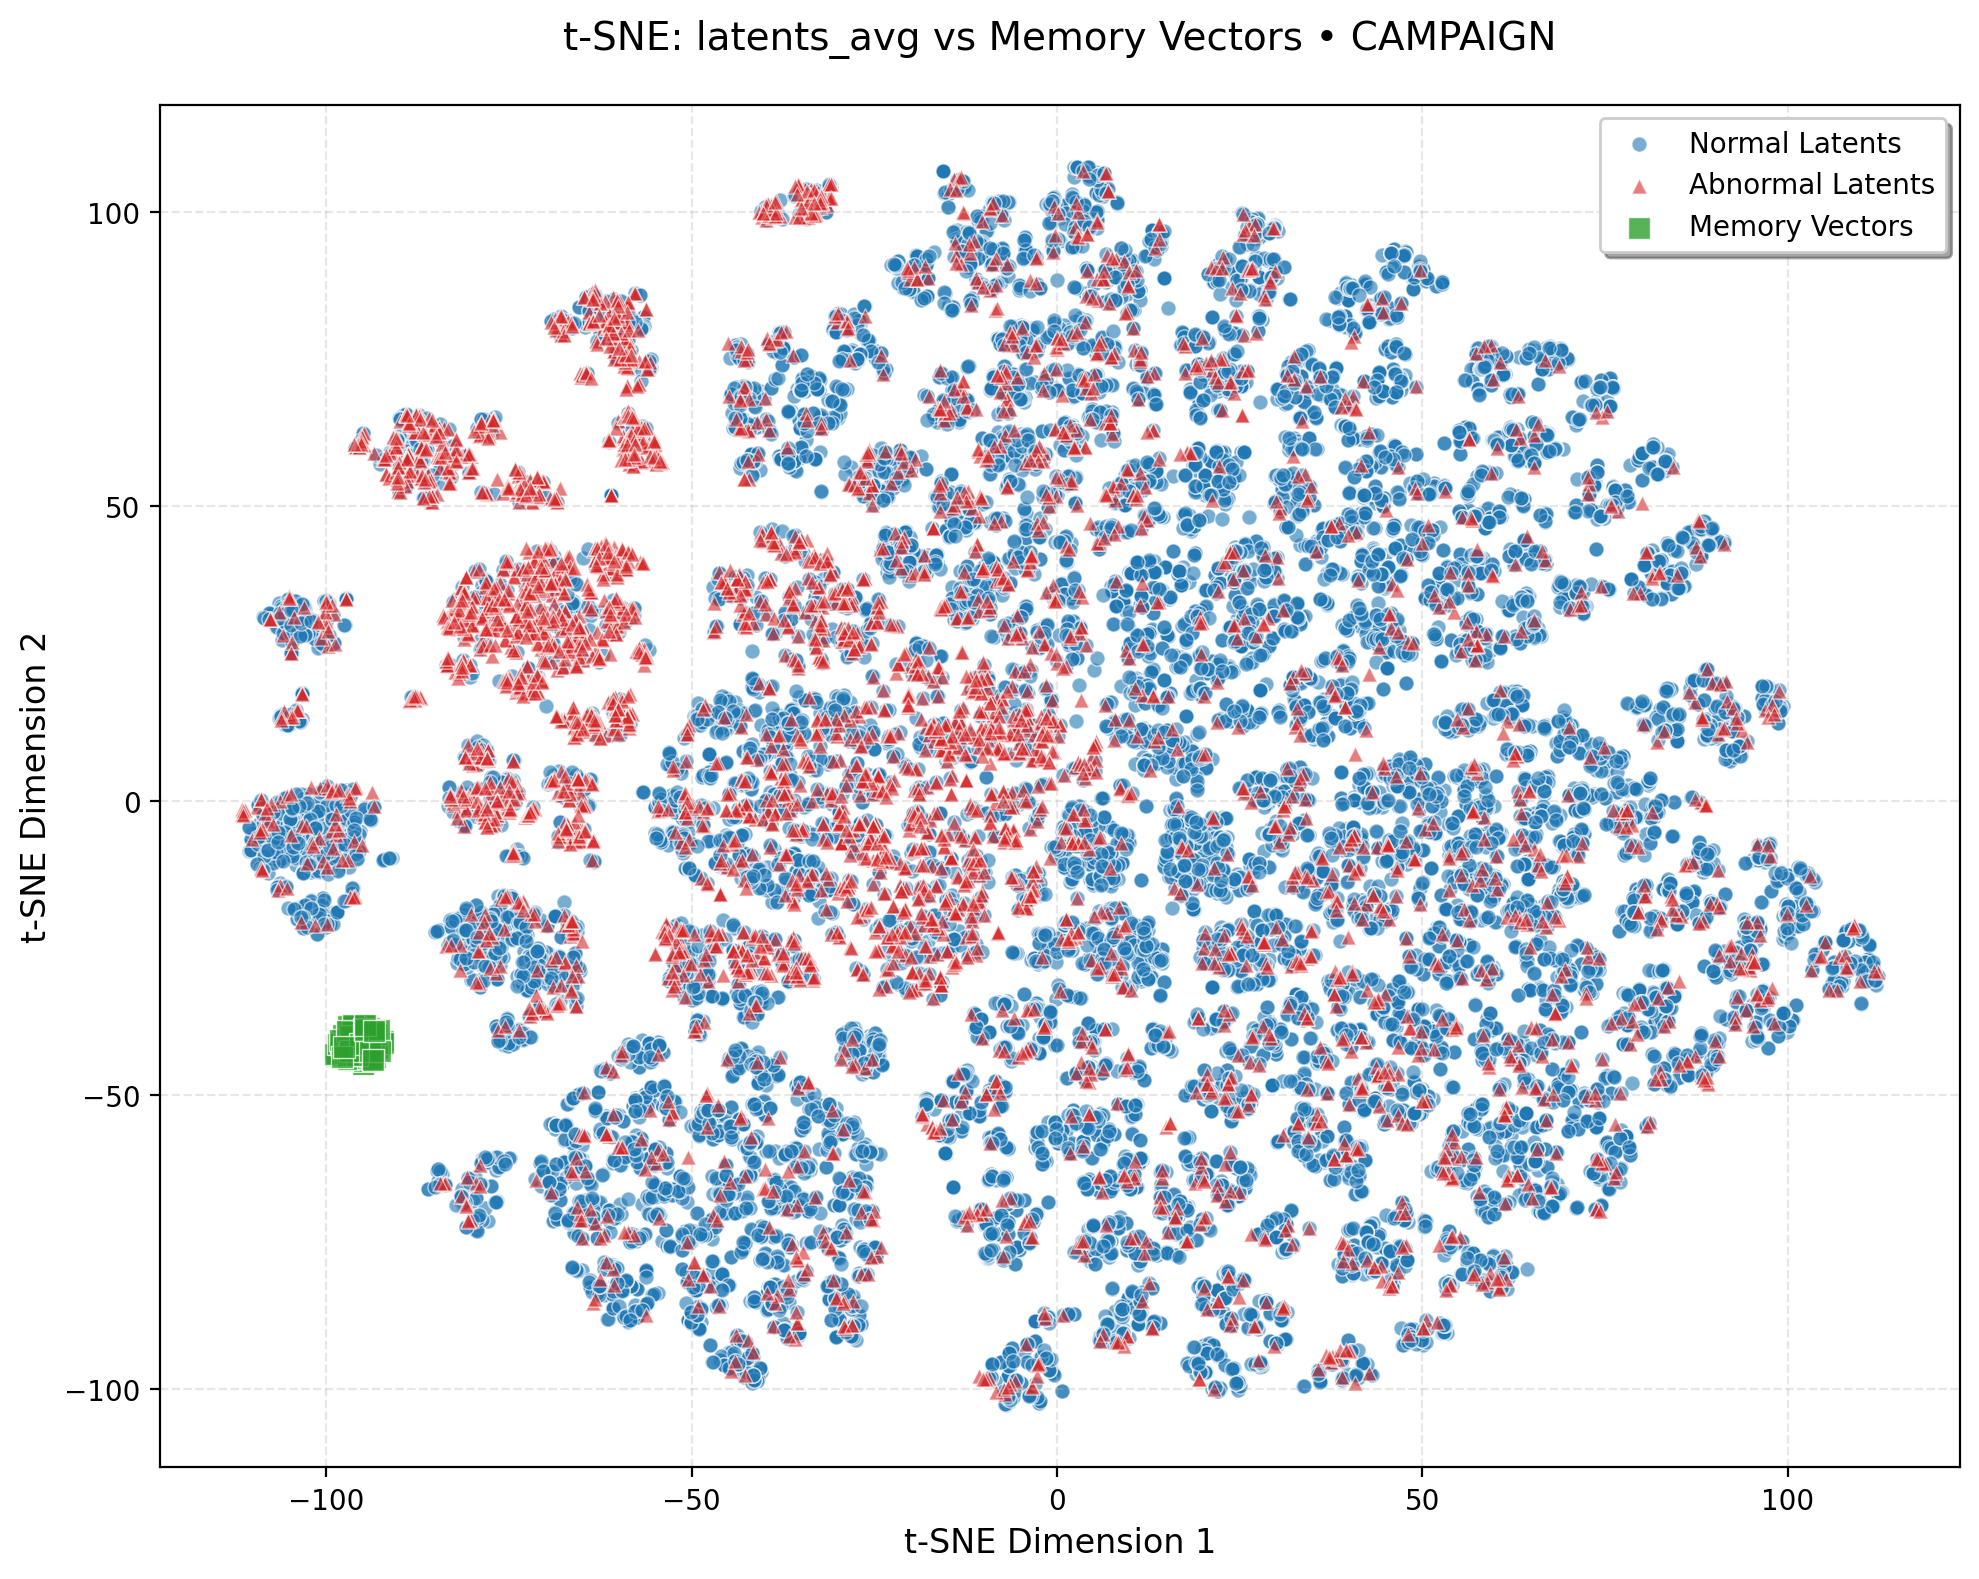 t-SNE: latents_avg vs Memory Vectors • CAMPAIGN
Normal Latents
Abnormal Latents
Memory Vectors
100
50
0
−50
−100
t-SNE Dimension 2
−100
−50
0
50
100
t-SNE Dimension 1